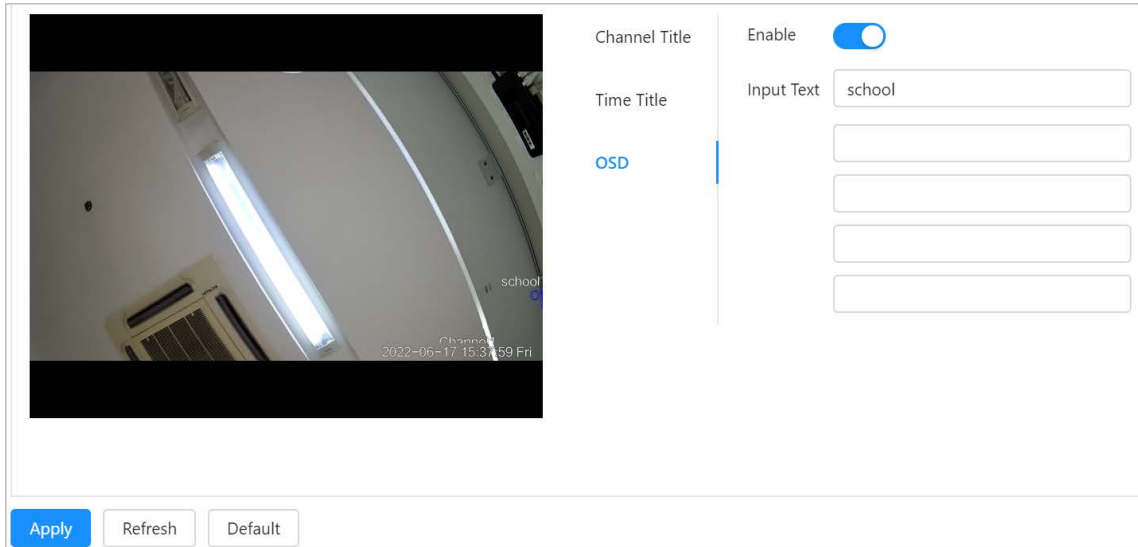 Channel Title
Time Title
OSD
Enable
Input Text
school
school
Channel
2022-06-17 15:37:59 Fri
Apply
Refresh
Default